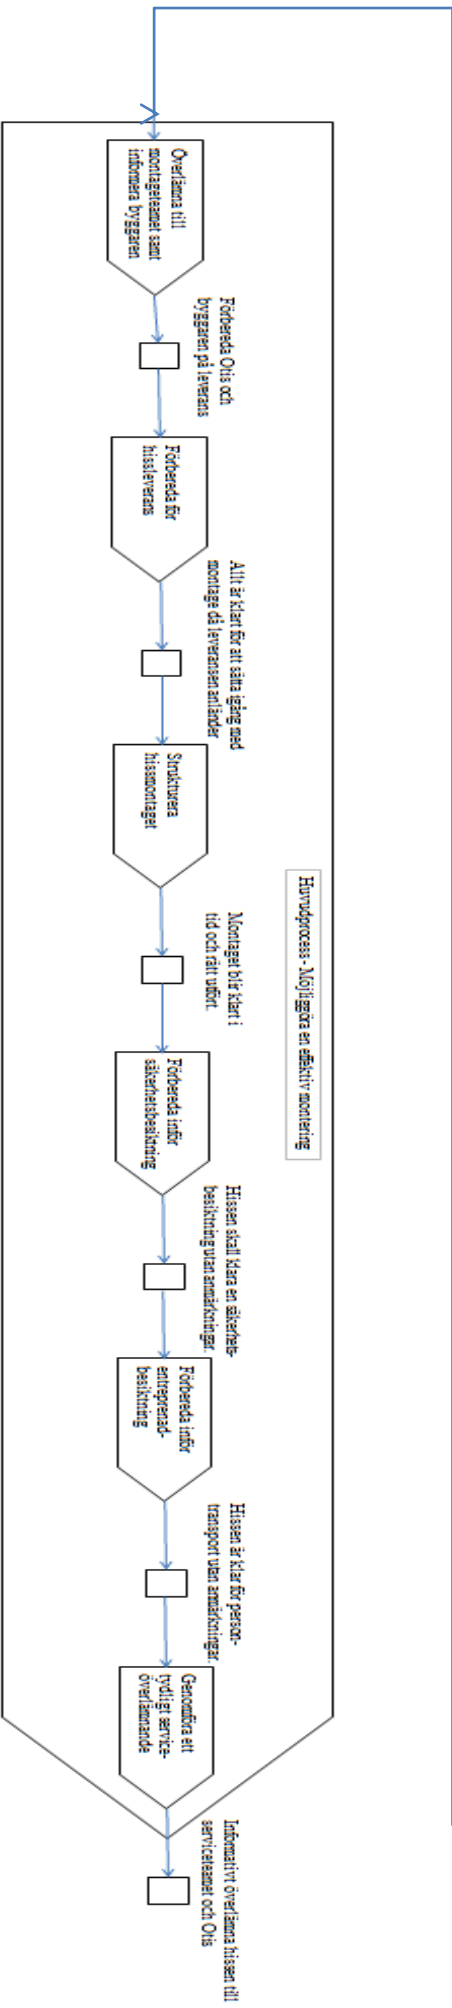 Huvudprocess - Möjliggöra en effektiv montering
Överlämna till
montageteamet samt
informera byggaren
Förbereda Otis och
byggaren på leverans
Förbereda för
hissleverans
Allt är klart för att sätta igång med
montage då leveransen anländer
Strukturera
hissmontaget
Montaget blir klart i
tid och rätt utfört.
Förbereda inför
säkerhetsbesiktning
Hissen skall klara en säkerhets-
besiktning utan anmärkningar.
Förbereda inför
entreprenad-
besiktning
Hissen är klar för person-
transport utan anmärkningar.
Genomföra ett
tydligt service-
överlämnande
Informativt överlämna hissen till
serviceteamet och Otis